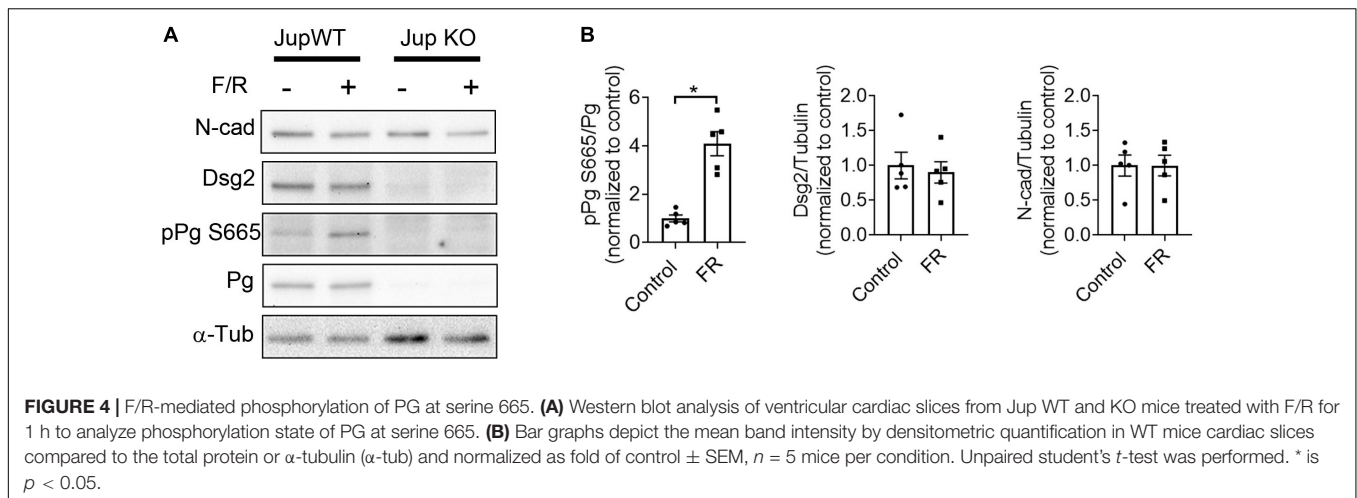 A
JupWT Jup KO
F/R - + - +
N-cad
Dsg2
pPg S665
Pg
α-Tub
B
pPg S665/Pg
(normalized to control)
6
4
2
0
*
Control
FR
Dsg2/Tubulin
(normalized to control)
2.0
1.5
1.0
0.5
0.0
Control
FR
N-cad/Tubulin
(normalized to control)
2.0
1.5
1.0
0.5
0.0
Control
FR
FIGURE 4 | F/R-mediated phosphorylation of PG at serine 665. (A) Western blot analysis of ventricular cardiac slices from Jup WT and KO mice treated with F/R for
1 h to analyze phosphorylation state of PG at serine 665. (B) Bar graphs depict the mean band intensity by densitometric quantification in WT mice cardiac slices
compared to the total protein or α-tubulin (α-tub) and normalized as fold of control ± SEM, n = 5 mice per condition. Unpaired student's t-test was performed. * is
p < 0.05.